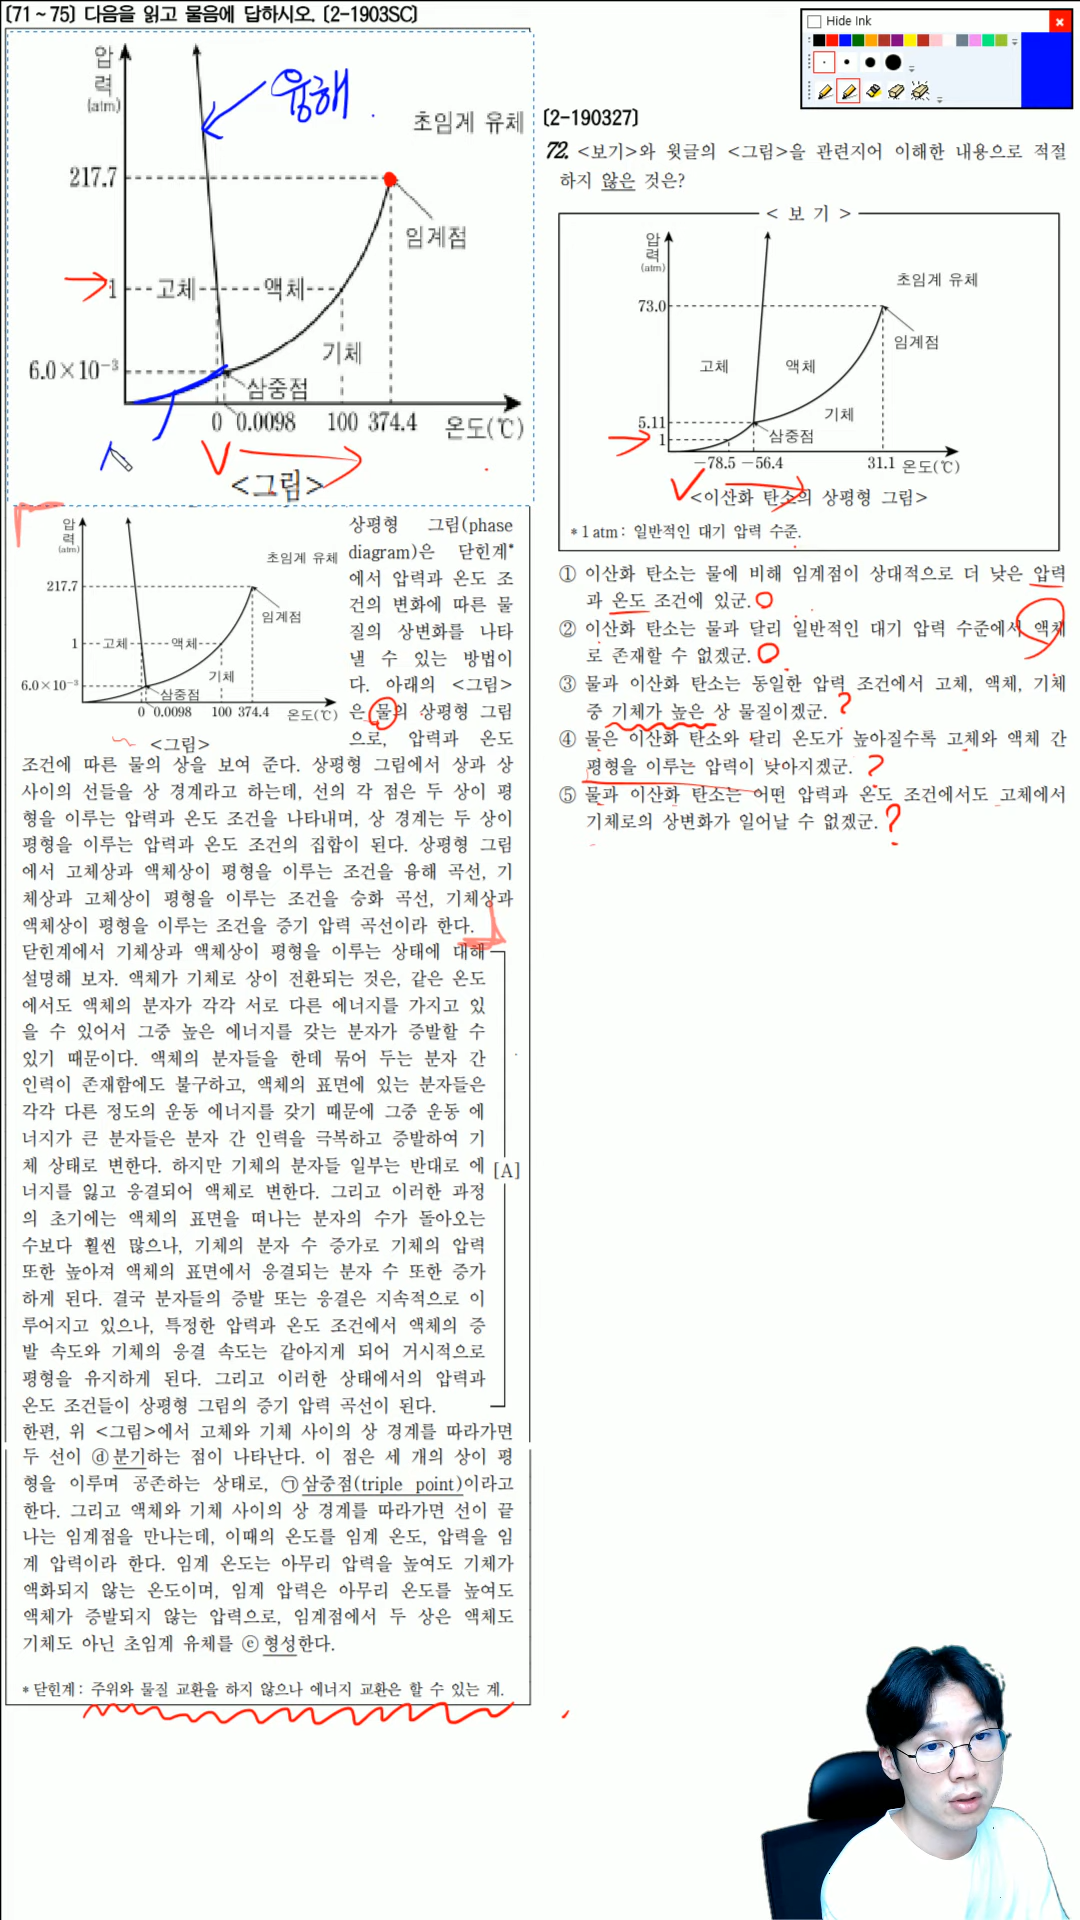 [71 ~ 75] 다음을 읽고 물음에 답하시오. [2-1903SC]
압
력
(atm)
융해
초임계 유체
217.7
임계점
1
고체
액체
기체
6.0×10⁻³
삼중점
0 0.0098 100 374.4 온도(℃)
<그림>
압
력
(atm)
초임계 유체
217.7
임계점
1
고체
액체
기체
6.0×10⁻³
삼중점
0 0.0098 100 374.4 온도(℃)
<그림>
상평형 그림(phase
diagram)은 닫힌계*
에서 압력과 온도 조
건의 변화에 따른 물
질의 상변화를 나타
낼 수 있는 방법이
다. 아래의 <그림>
은 물의 상평형 그림
으로, 압력과 온도
조건에 따른 물의 상을 보여 준다. 상평형 그림에서 상과 상
사이의 선들을 상 경계라고 하는데, 선의 각 점은 두 상이 평
형을 이루는 압력과 온도 조건을 나타내며, 상 경계는 두 상이
평형을 이루는 압력과 온도 조건의 집합이 된다. 상평형 그림
에서 고체상과 액체상이 평형을 이루는 조건을 융해 곡선, 기
체상과 고체상이 평형을 이루는 조건을 승화 곡선, 기체상과
액체상이 평형을 이루는 조건을 증기 압력 곡선이라 한다.
닫힌계에서 기체상과 액체상이 평형을 이루는 상태에 대해
설명해 보자. 액체가 기체로 상이 전환되는 것은, 같은 온도
에서도 액체의 분자가 각각 서로 다른 에너지를 가지고 있
을 수 있어서 그중 높은 에너지를 갖는 분자가 증발할 수
있기 때문이다. 액체의 분자들을 한데 묶어 두는 분자 간
인력이 존재함에도 불구하고, 액체의 표면에 있는 분자들은
각각 다른 정도의 운동 에너지를 갖기 때문에 그중 운동 에
너지가 큰 분자들은 분자 간 인력을 극복하고 증발하여 기
체 상태로 변한다. 하지만 기체의 분자들 일부는 반대로 에
[A]
너지를 잃고 응결되어 액체로 변한다. 그리고 이러한 과정
의 초기에는 액체의 표면을 떠나는 분자의 수가 돌아오는
수보다 훨씬 많으나, 기체의 분자 수 증가로 기체의 압력
또한 높아져 액체의 표면에서 응결되는 분자 수 또한 증가
하게 된다. 결국 분자들의 증발 또는 응결은 지속적으로 이
루어지고 있으나, 특정한 압력과 온도 조건에서 액체의 증
발 속도와 기체의 응결 속도는 같아지게 되어 거시적으로
평형을 유지하게 된다. 그리고 이러한 상태에서의 압력과
온도 조건들이 상평형 그림의 증기 압력 곡선이 된다.
한편, 위 <그림>에서 고체와 기체 사이의 상 경계를 따라가면
두 선이 ⓓ분기하는 점이 나타난다. 이 점은 세 개의 상이 평
형을 이루며 공존하는 상태로, ㉠삼중점(triple point)이라고
한다. 그리고 액체와 기체 사이의 상 경계를 따라가면 선이 끝
나는 임계점을 만나는데, 이때의 온도를 임계 온도, 압력을 임
계 압력이라 한다. 임계 온도는 아무리 압력을 높여도 기체가
액화되지 않는 온도이며, 임계 압력은 아무리 온도를 높여도
액체가 증발되지 않는 압력으로, 임계점에서 두 상은 액체도
기체도 아닌 초임계 유체를 ⓔ형성한다.
* 닫힌계 : 주위와 물질 교환을 하지 않으나 에너지 교환은 할 수 있는 계.
Hide Ink
[2-190327]
72. <보기>와 윗글의 <그림>을 관련지어 이해한 내용으로 적절
하지 않은 것은?
< 보 기 >
압
력
(atm)
초임계 유체
73.0
임계점
고체
액체
기체
5.11
1
삼중점
−78.5 −56.4 31.1 온도(℃)
<이산화 탄소의 상평형 그림>
* 1 atm : 일반적인 대기 압력 수준.
① 이산화 탄소는 물에 비해 임계점이 상대적으로 더 낮은 압력
과 온도 조건에 있군. O
② 이산화 탄소는 물과 달리 일반적인 대기 압력 수준에서 액체
로 존재할 수 없겠군. O
③ 물과 이산화 탄소는 동일한 압력 조건에서 고체, 액체, 기체
중 기체가 높은 상 물질이겠군. ?
④ 물은 이산화 탄소와 달리 온도가 높아질수록 고체와 액체 간
평형을 이루는 압력이 낮아지겠군. ?
⑤ 물과 이산화 탄소는 어떤 압력과 온도 조건에서도 고체에서
기체로의 상변화가 일어날 수 없겠군. ?